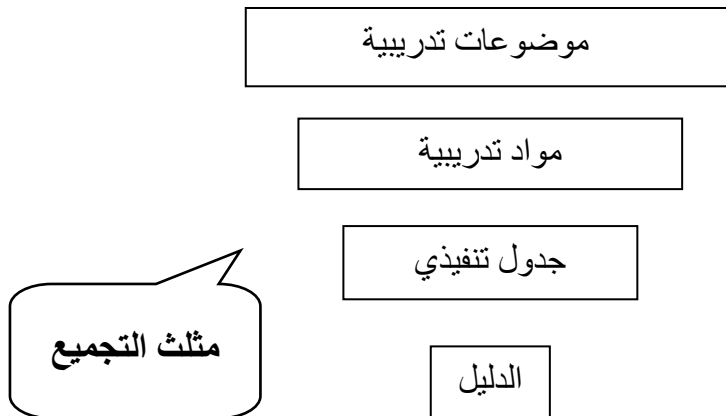 موضوعات تدريبية
مواد تدريبية
جدول تنفيذي
مثلث التجميع
الدليل